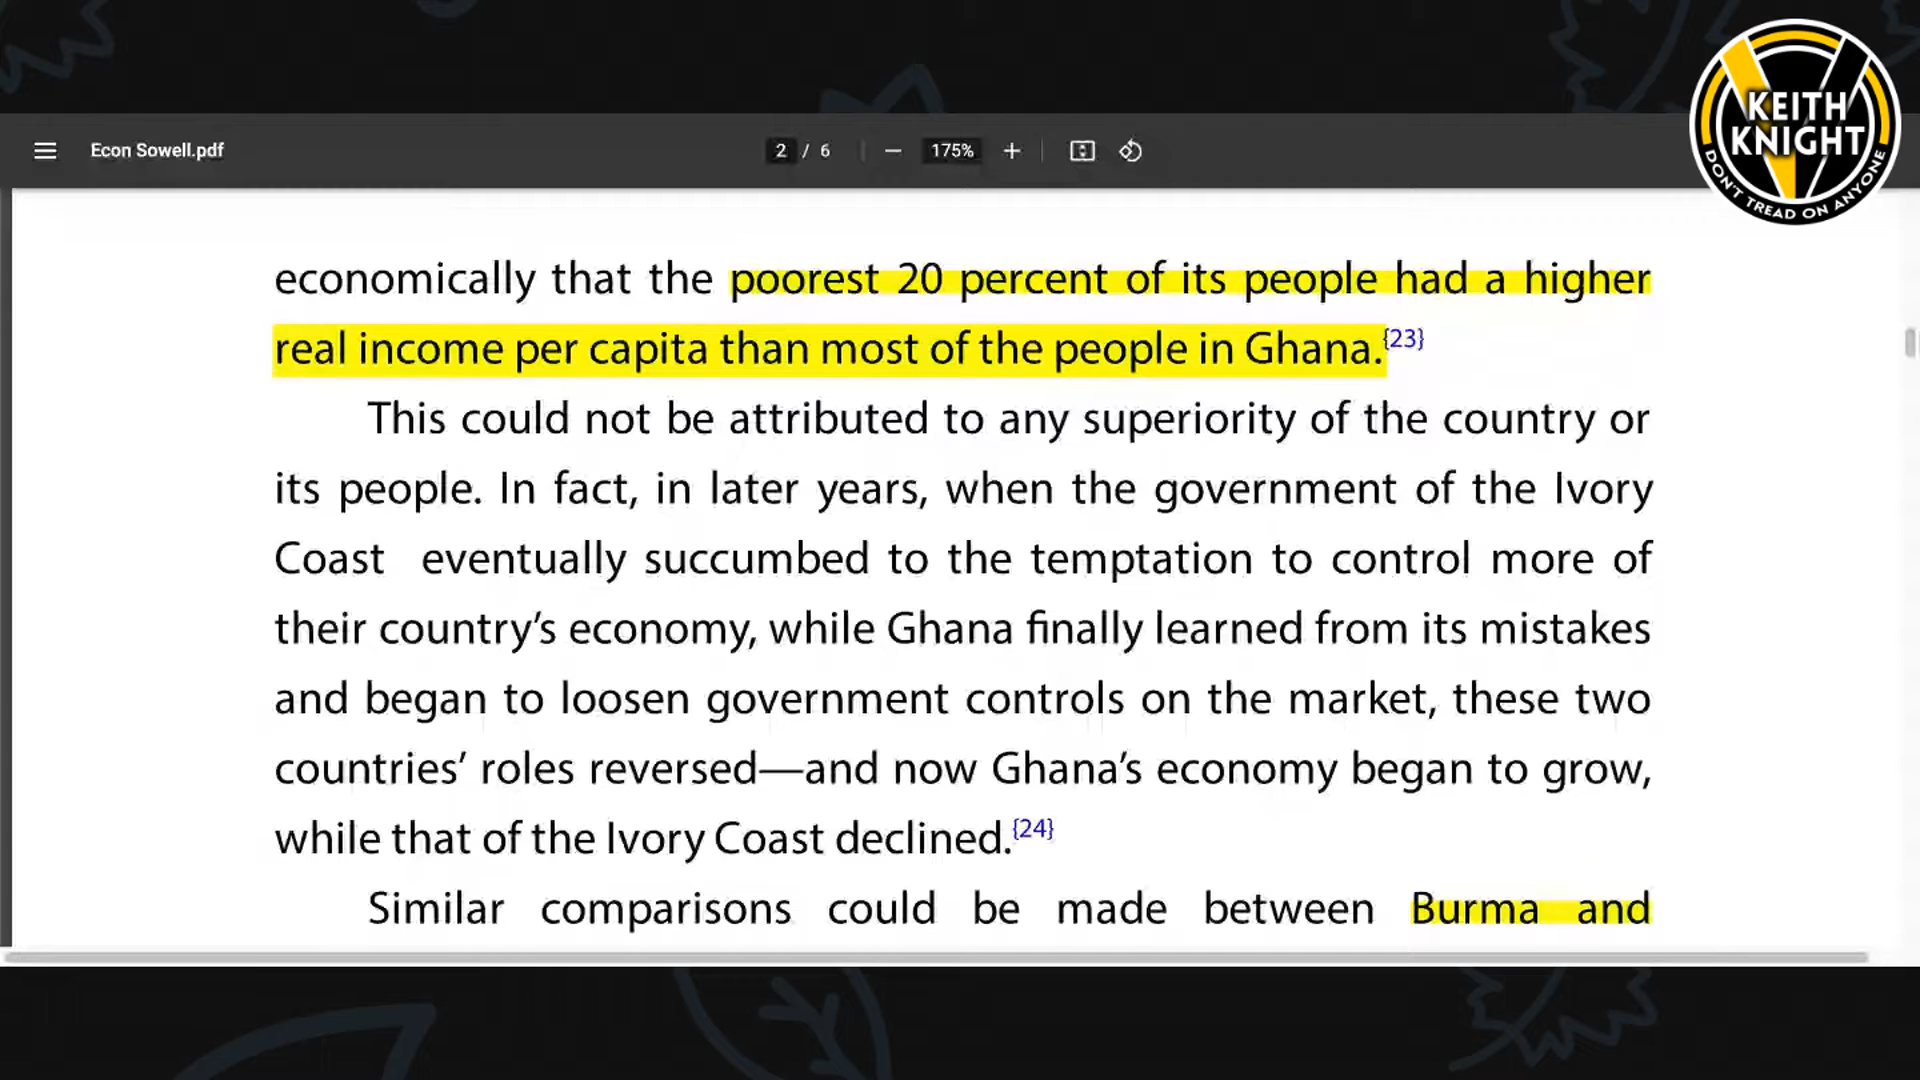 Econ Sowell.pdf
2 / 6
175%
KEITH
KNIGHT
DON'T TREAD ON ANYONE
economically that the poorest 20 percent of its people had a higher
real income per capita than most of the people in Ghana.{23}
This could not be attributed to any superiority of the country or
its people. In fact, in later years, when the government of the Ivory
Coast eventually succumbed to the temptation to control more of
their country’s economy, while Ghana finally learned from its mistakes
and began to loosen government controls on the market, these two
countries’ roles reversed—and now Ghana’s economy began to grow,
while that of the Ivory Coast declined.{24}
Similar comparisons could be made between Burma and